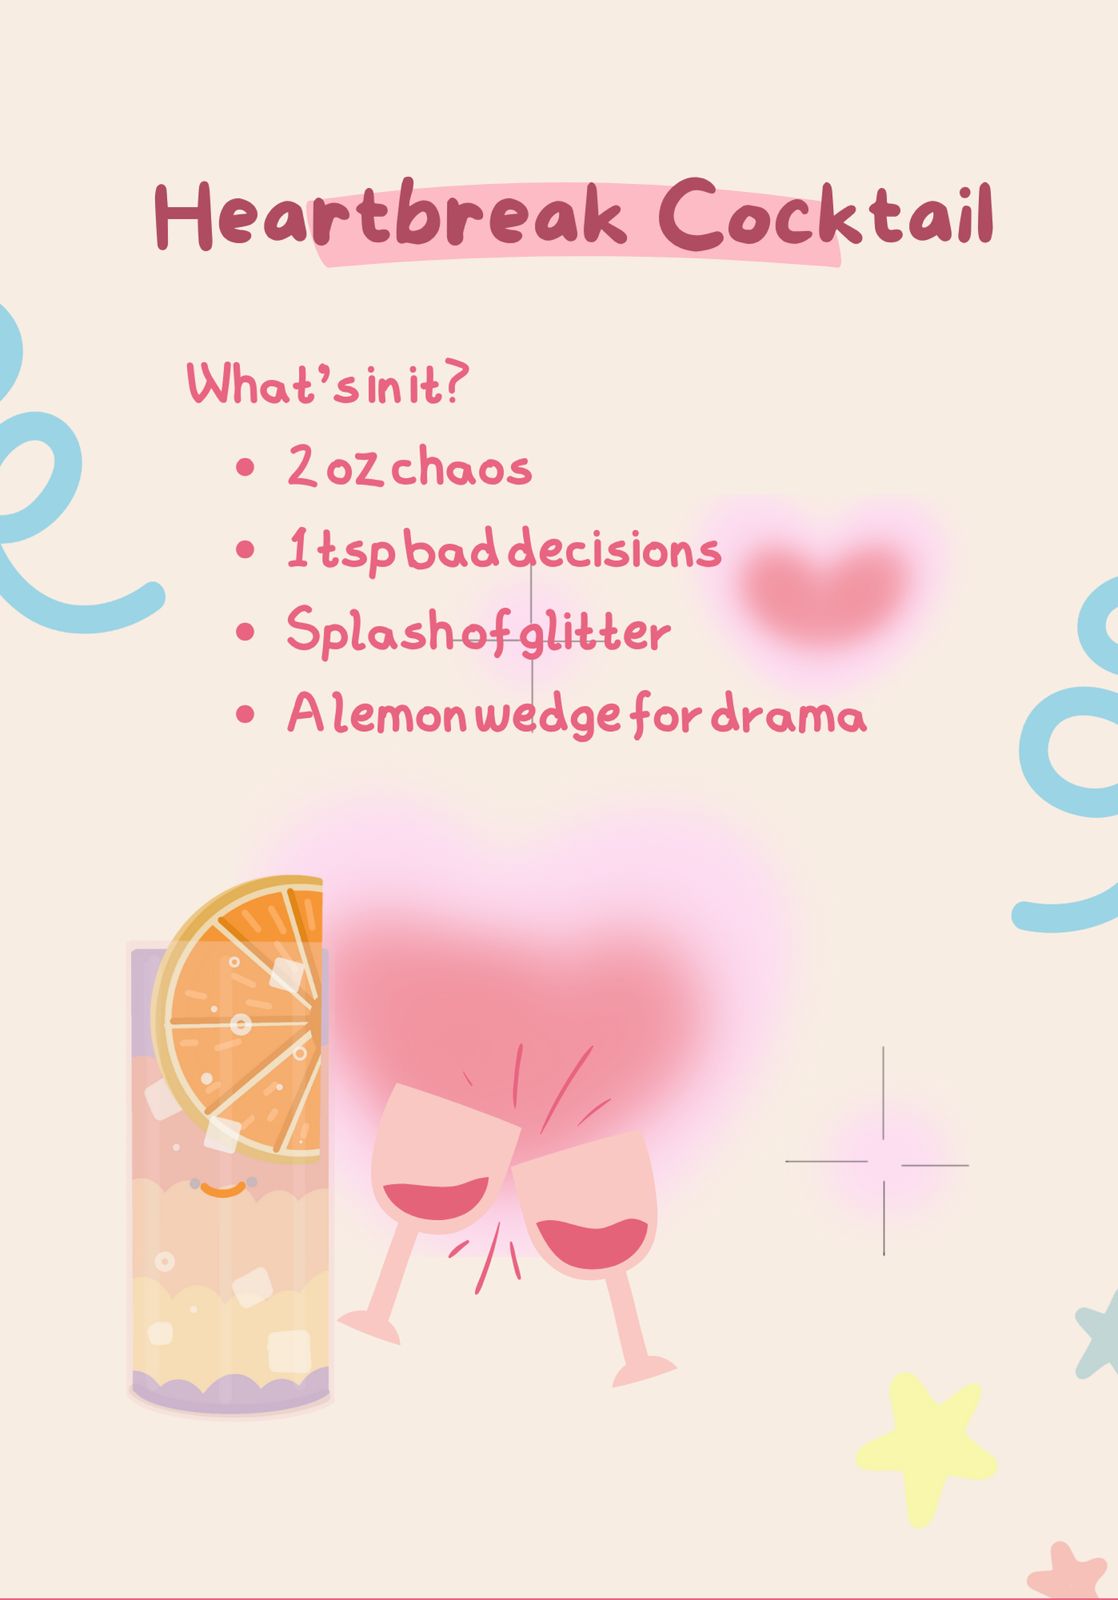 Heartbreak Cocktail
What's in it?
• 2 oz chaos
• 1 tsp bad decisions
• Splash of glitter
• A lemon wedge for drama